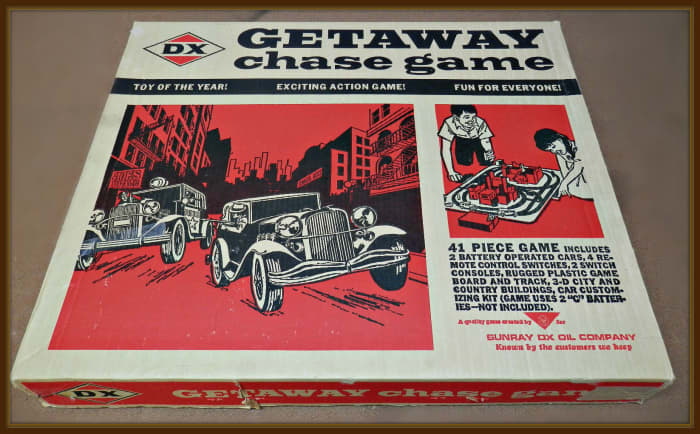 DX
GETAWAY
chase game
TOY OF THE YEAR! EXCITING ACTION GAME! FUN FOR EVERYONE!
41 PIECE GAME INCLUDES
2 BATTERY OPERATED CARS, 4 RE-
MOTE CONTROL SWITCHES, 2 SWITCH
CONSOLES, RUGGED PLASTIC GAME
BOARD AND TRACK, 3-D CITY AND
COUNTRY BUILDINGS, CAR CUSTOM-
IZING KIT (GAME USES 2 "C" BATTER-
IES—NOT INCLUDED).
A quality game created by for
SUNRAY DX OIL COMPANY
Known by the customers we keep
DX GETAWAY chase gam